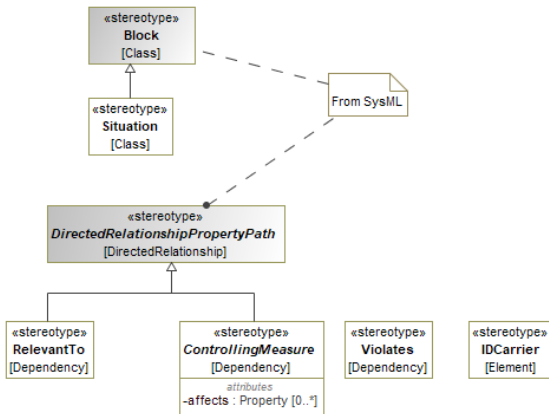 «stereotype»
Block
[Class]
«stereotype»
Situation
[Class]
From SysML
«stereotype»
DirectedRelationshipPropertyPath
[DirectedRelationship]
«stereotype»
RelevantTo
[Dependency]
«stereotype»
ControllingMeasure
[Dependency]
attributes
-affects : Property [0..*]
«stereotype»
Violates
[Dependency]
«stereotype»
IDCarrier
[Element]